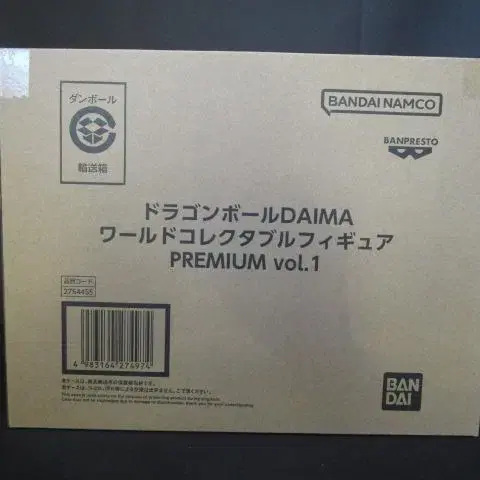 ダンボール
輸送箱
BANDAI NAMCO
BANPRESTO
ドラゴンボールDAIMA
ワールドコレクタブルフィギュア
PREMIUM vol.1
品番コード
2754455
4 983164 274974
BAN
DAI